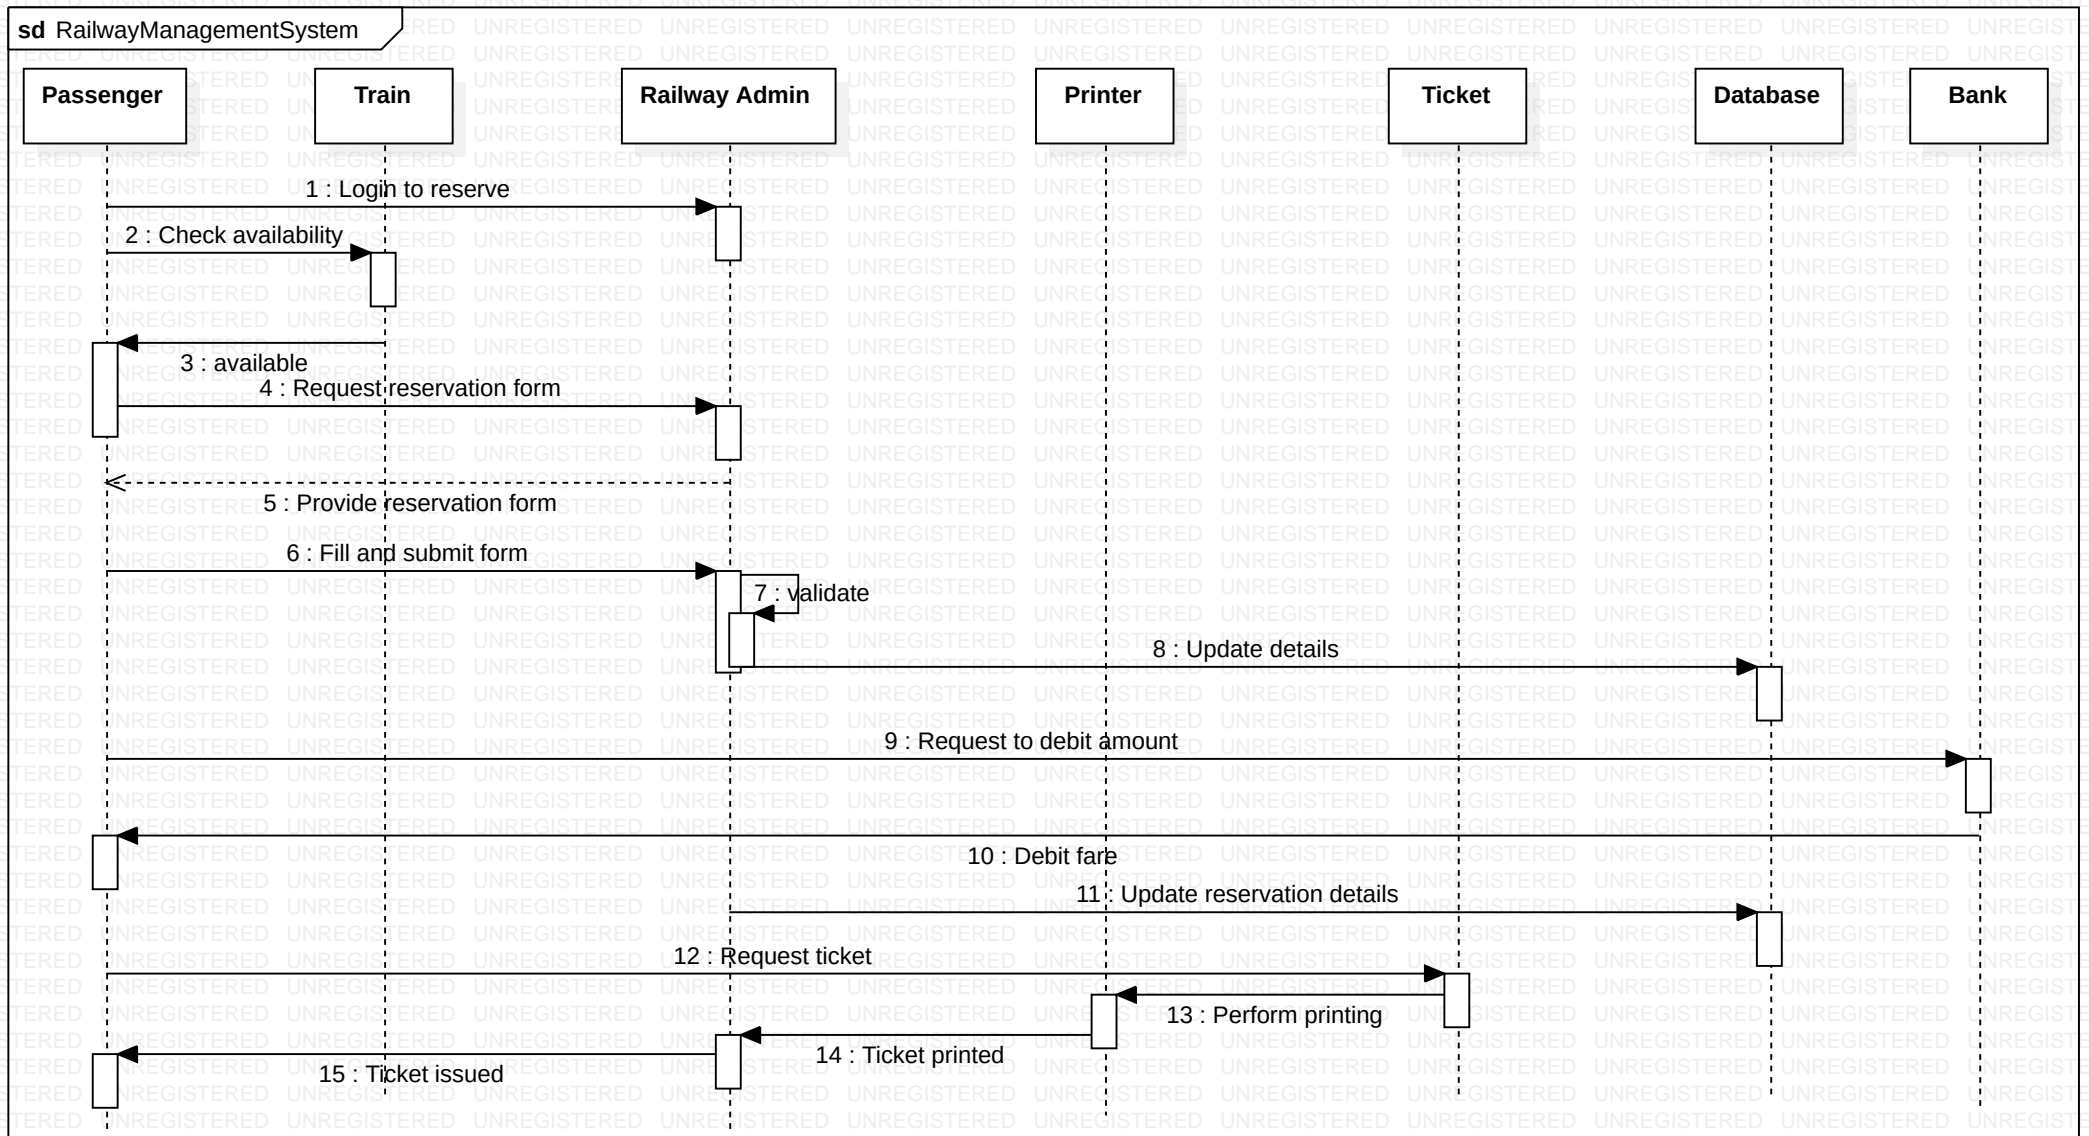 sd RailwayManagementSystem
Passenger Train Railway Admin Printer Ticket Database Bank
1 : Login to reserve
2 : Check availability
3 : available
4 : Request reservation form
5 : Provide reservation form
6 : Fill and submit form
7 : validate
8 : Update details
9 : Request to debit amount
10 : Debit fare
11 : Update reservation details
12 : Request ticket
13 : Perform printing
14 : Ticket printed
15 : Ticket issued
UNREGISTERED